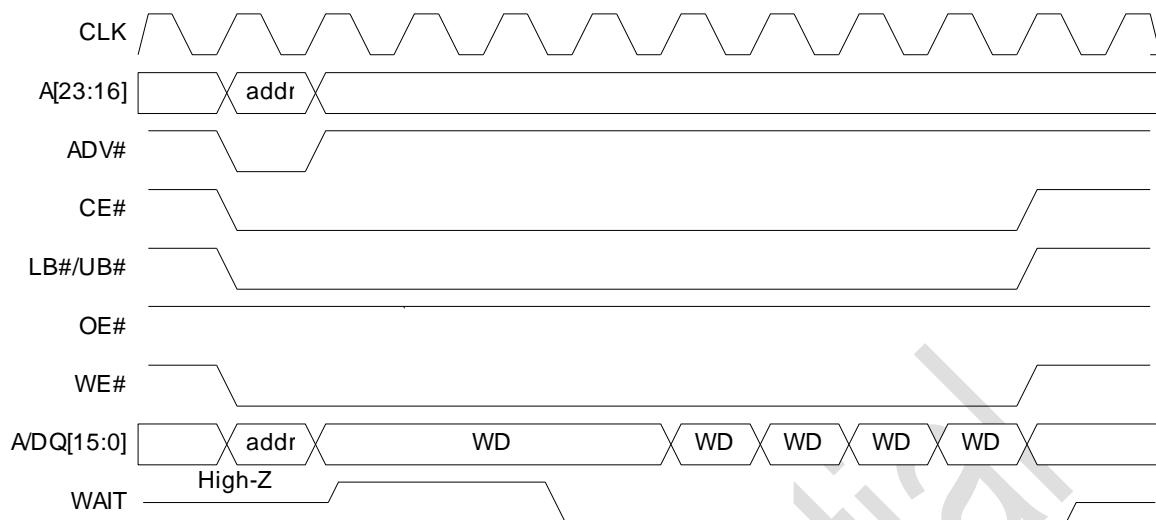 CLK
A[23:16] addr
ADV#
CE#
LB#/UB#
OE#
WE#
A/DQ[15:0] addr WD WD WD WD WD
High-Z
WAIT